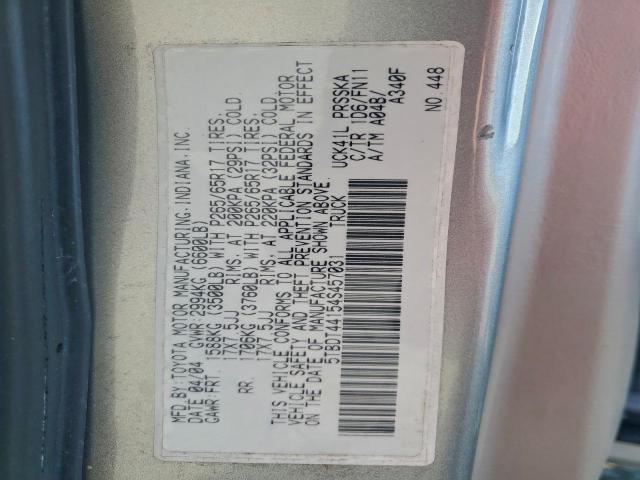 MFD.BY:TOYOTA MOTOR MANUFACTURING,INDIANA,INC.
DATE 04/04 GVWR:2994KG (6600LB)
GAWR:FRT. 1588KG (3500LB) WITH P265/65R17 TIRES.
17X7.5JJ RIMS, AT 200KPA (29PSI) COLD.
RR. 1706KG (3760LB) WITH P265/65R17 TIRES.
17X7.5JJ RIMS, AT 220KPA (32PSI) COLD.
THIS VEHICLE CONFORMS TO ALL APPLICABLE FEDERAL MOTOR
VEHICLE SAFETY AND THEFT PREVENTION STANDARDS IN EFFECT
ON THE DATE OF MANUFACTURE SHOWN ABOVE.
5TBDT44154S457031 TRUCK
UCK41L PRSSKA
C/TR 1D6/FN11
A/TM A04B/
A340F
NO.448